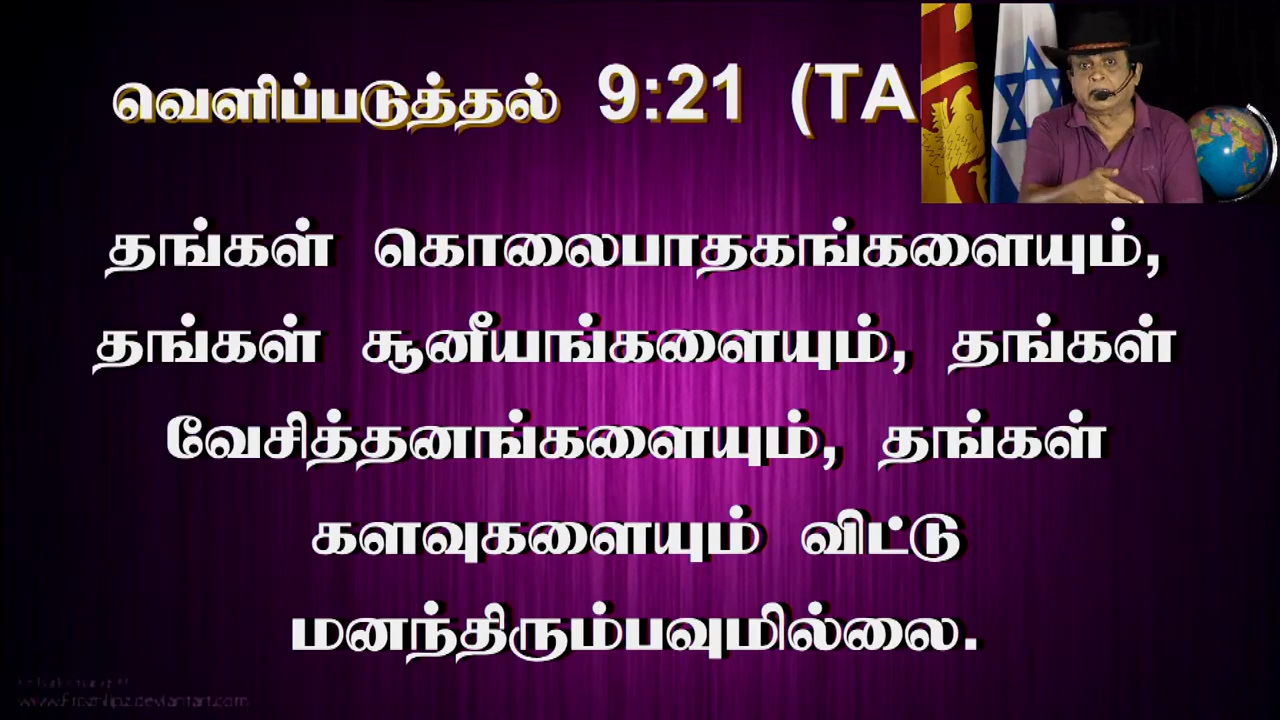 வெளிப்படுத்தல் 9:21 (TA
தங்கள் கொலைபாதகங்களையும்,
தங்கள் சூனீயங்களையும், தங்கள்
வேசித்தனங்களையும், தங்கள்
களவுகளையும் விட்டு
மனந்திரும்பவுமில்லை.